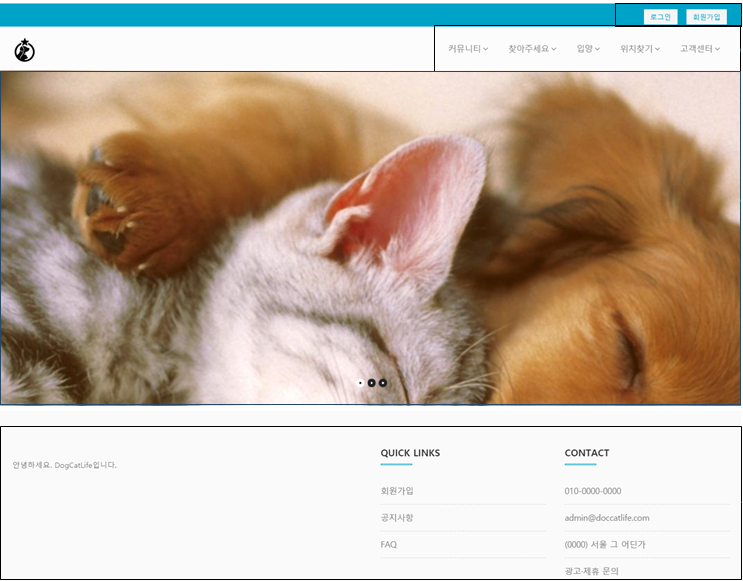 로그인 회원가입
커뮤니티 찾아주세요 입양 위치찾기 고객센터
안녕하세요. DogCatLife입니다.
QUICK LINKS
회원가입
공지사항
FAQ
CONTACT
010-0000-0000
admin@doccatlife.com
(0000) 서울 그 어딘가
광고·제휴 문의